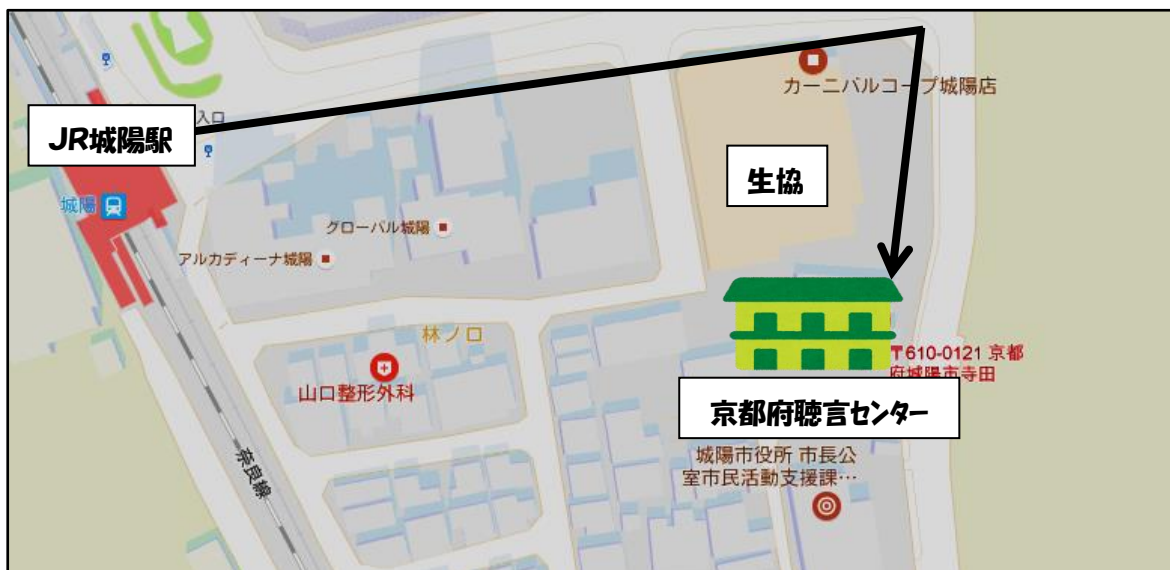 入口
カーニバルコープ城陽店
JR城陽駅
生協
城陽
グローバル城陽
アルカディーナ城陽
林ノ口
〒610-0121 京都
府城陽市寺田
山口整形外科
京都府聴言センター
城陽市役所 市長公
室市民活動支援課…
奈良線